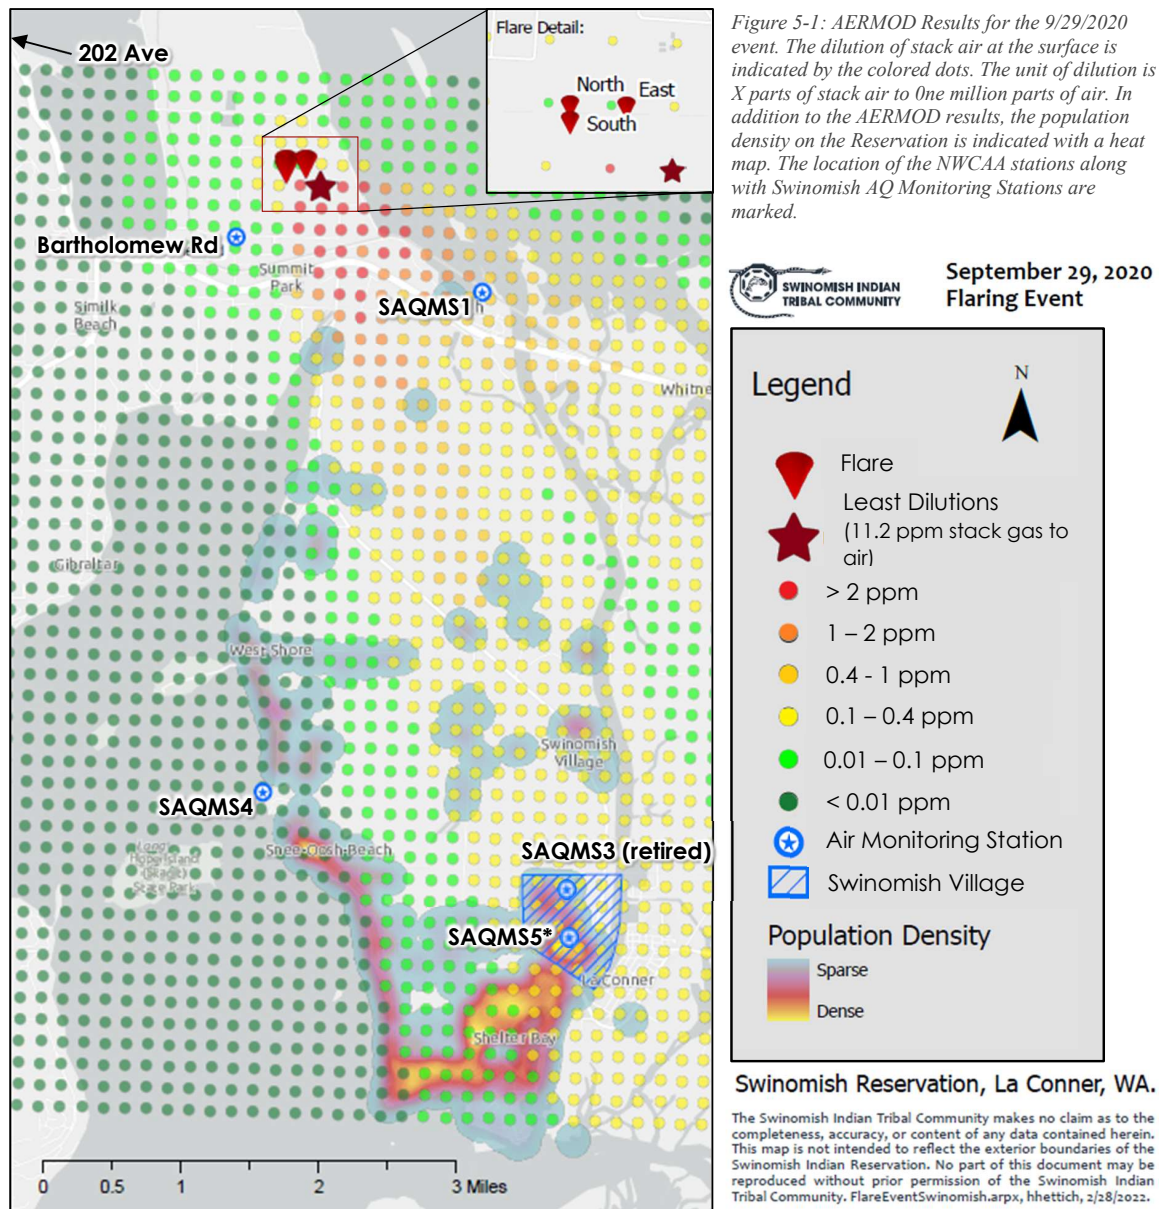 202 Ave
Flare Detail:
North
East
South
Bartholomew Rd
Summit
Park
Similk
Beach
SAQMS1
Whitne
Gibraltar
West Shore
Swinomish
Village
SAQMS4
Snee-Oosh-Beach
Hope Island
(Skagit)
State Park
SAQMS3 (retired)
SAQMS5*
La Conner
Shelter Bay
0 0.5 1 2 3 Miles
Figure 5-1: AERMOD Results for the 9/29/2020
event. The dilution of stack air at the surface is
indicated by the colored dots. The unit of dilution is
X parts of stack air to 0ne million parts of air. In
addition to the AERMOD results, the population
density on the Reservation is indicated with a heat
map. The location of the NWCAA stations along
with Swinomish AQ Monitoring Stations are
marked.
SWINOMISH INDIAN
TRIBAL COMMUNITY
September 29, 2020
Flaring Event
Legend
N
Flare
Least Dilutions
(11.2 ppm stack gas to
air)
> 2 ppm
1 – 2 ppm
0.4 - 1 ppm
0.1 – 0.4 ppm
0.01 – 0.1 ppm
< 0.01 ppm
Air Monitoring Station
Swinomish Village
Population Density
Sparse
Dense
Swinomish Reservation, La Conner, WA.
The Swinomish Indian Tribal Community makes no claim as to the
completeness, accuracy, or content of any data contained herein.
This map is not intended to reflect the exterior boundaries of the
Swinomish Indian Reservation. No part of this document may be
reproduced without prior permission of the Swinomish Indian
Tribal Community. FlareEventSwinomish.arpx, hhettich, 2/28/2022.